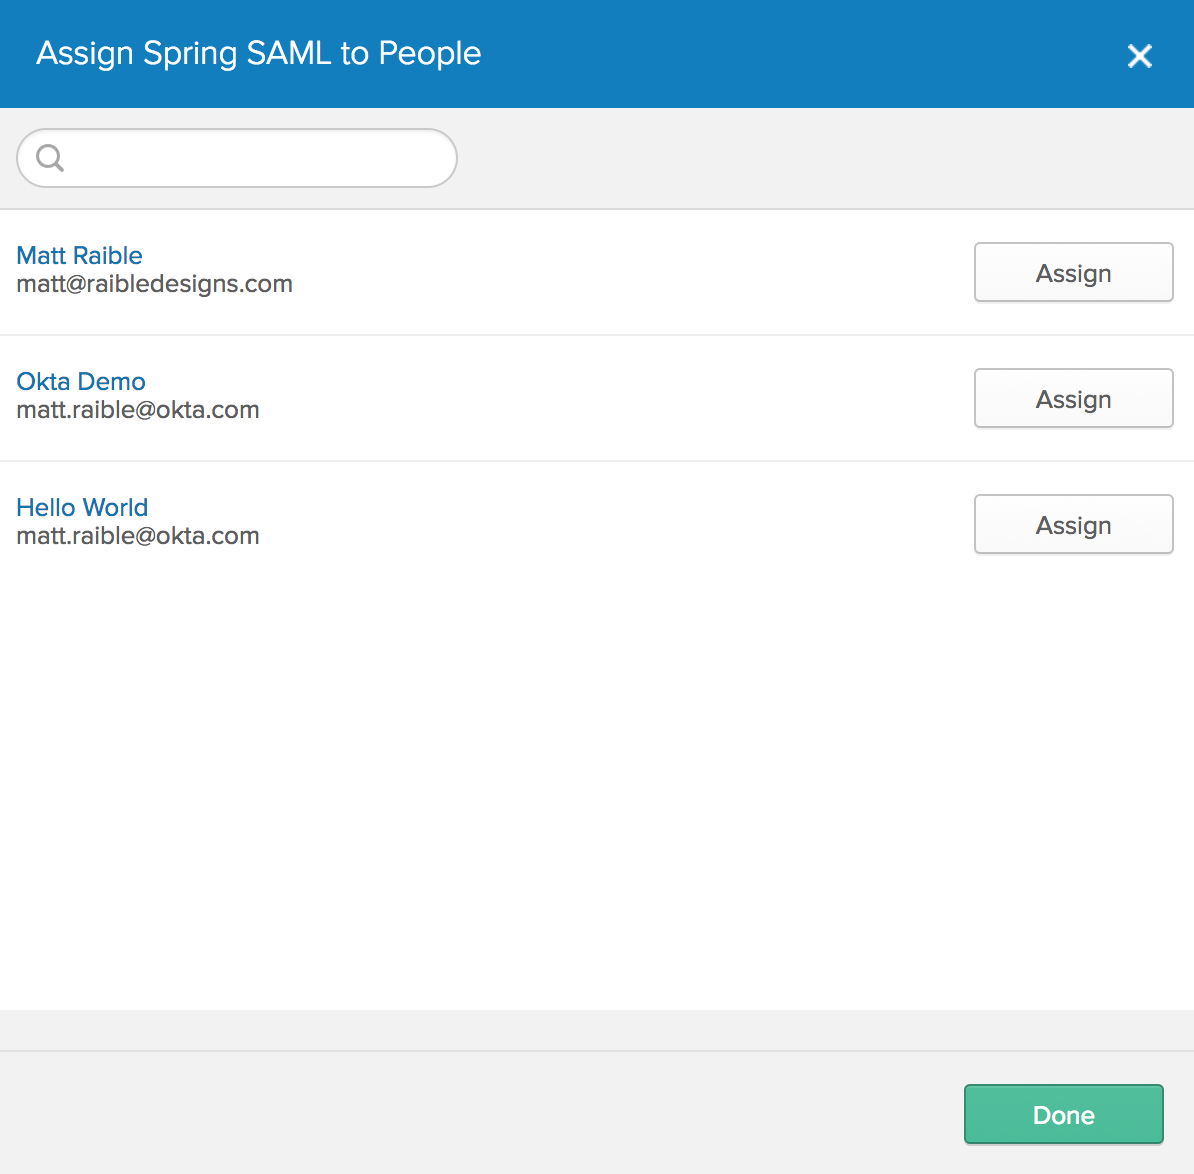 Assign Spring SAML to People
Matt Raible
matt@raibledesigns.com
Assign
Okta Demo
matt.raible@okta.com
Assign
Hello World
matt.raible@okta.com
Assign
Done